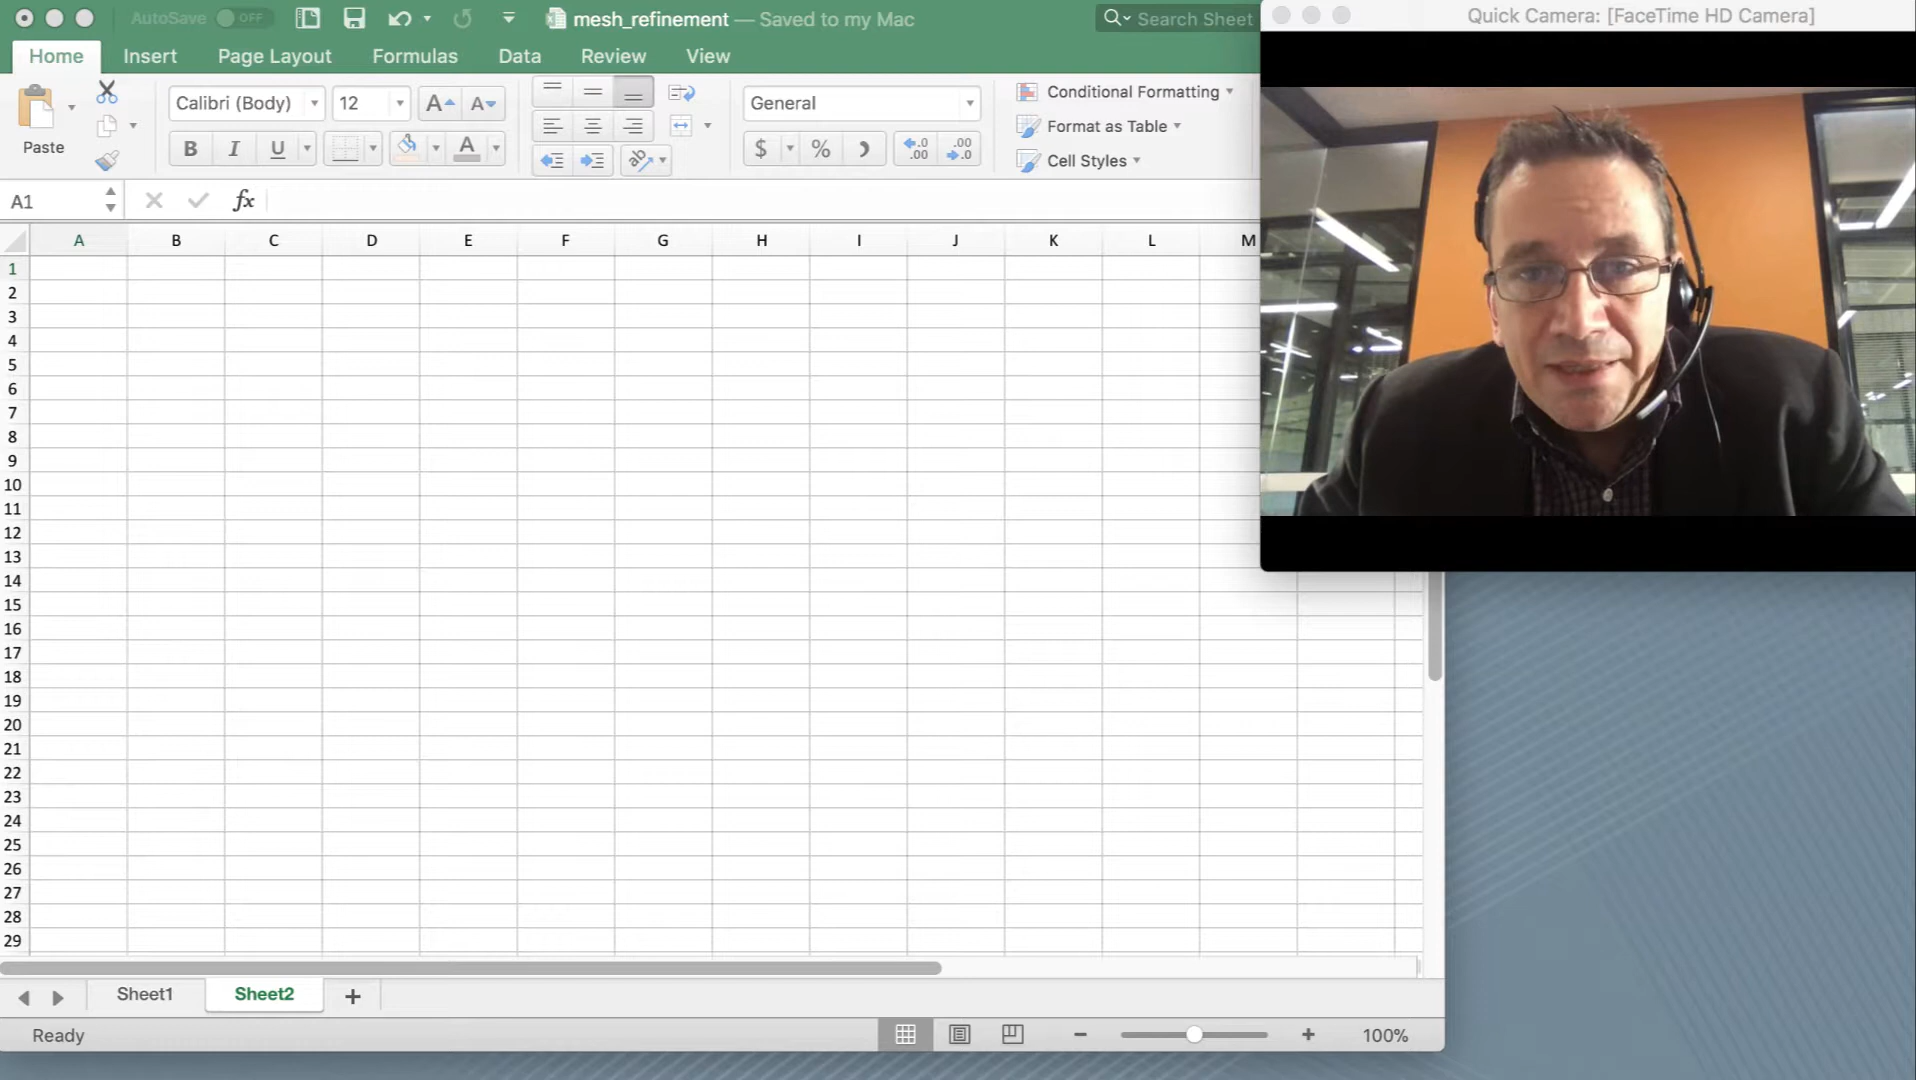 AutoSave OFF mesh_refinement — Saved to my Mac Search Sheet
Quick Camera: [FaceTime HD Camera]
Home Insert Page Layout Formulas Data Review View
Paste
Calibri (Body) 12
B I U A
General
$ %
Conditional Formatting
Format as Table
Cell Styles
A1 fx
A B C D E F G H I J K L M
1
2
3
4
5
6
7
8
9
10
11
12
13
14
15
16
17
18
19
20
21
22
23
24
25
26
27
28
29
Sheet1 Sheet2 +
Ready 100%